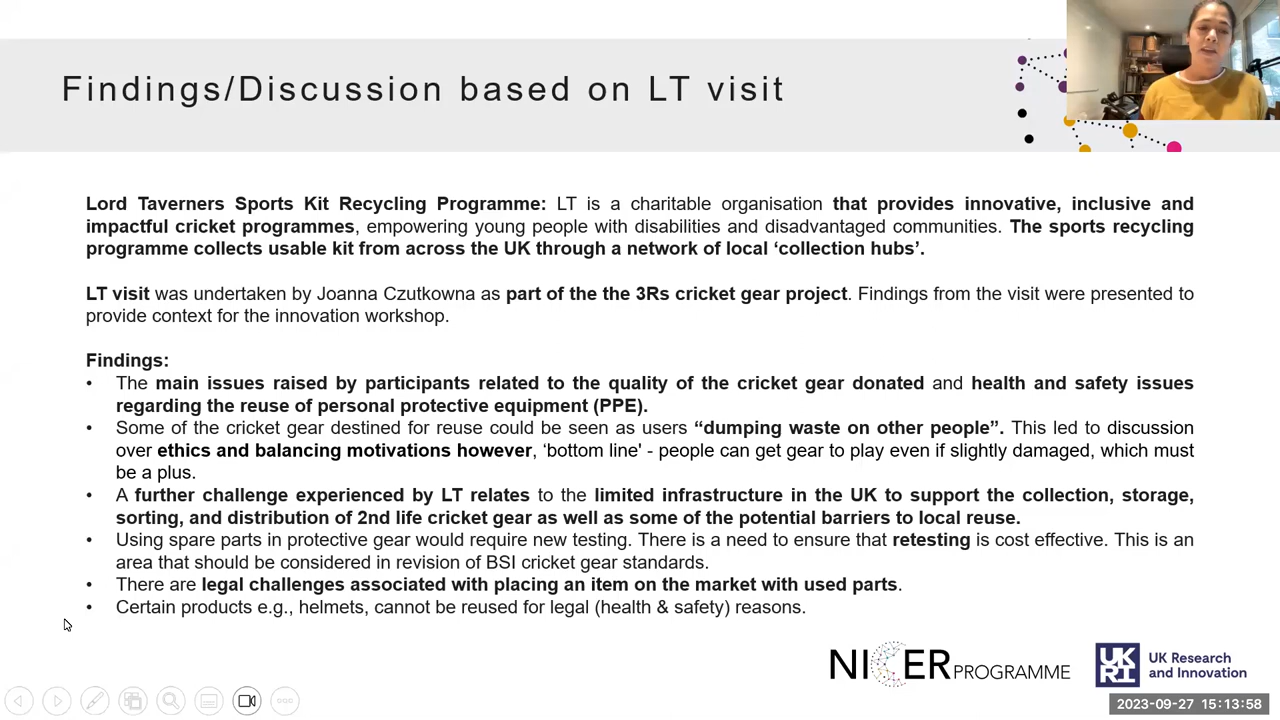 Findings/Discussion based on LT visit
Lord Taverners Sports Kit Recycling Programme: LT is a charitable organisation that provides innovative, inclusive and
impactful cricket programmes, empowering young people with disabilities and disadvantaged communities. The sports recycling
programme collects usable kit from across the UK through a network of local ‘collection hubs’.
LT visit was undertaken by Joanna Czutkowna as part of the the 3Rs cricket gear project. Findings from the visit were presented to
provide context for the innovation workshop.
Findings:
• The main issues raised by participants related to the quality of the cricket gear donated and health and safety issues
regarding the reuse of personal protective equipment (PPE).
• Some of the cricket gear destined for reuse could be seen as users “dumping waste on other people”. This led to discussion
over ethics and balancing motivations however, ‘bottom line' - people can get gear to play even if slightly damaged, which must
be a plus.
• A further challenge experienced by LT relates to the limited infrastructure in the UK to support the collection, storage,
sorting, and distribution of 2nd life cricket gear as well as some of the potential barriers to local reuse.
• Using spare parts in protective gear would require new testing. There is a need to ensure that retesting is cost effective. This is an
area that should be considered in revision of BSI cricket gear standards.
• There are legal challenges associated with placing an item on the market with used parts.
• Certain products e.g., helmets, cannot be reused for legal (health & safety) reasons.
NICER PROGRAMME
UKRI UK Research
and Innovation
2023-09-27 15:13:58